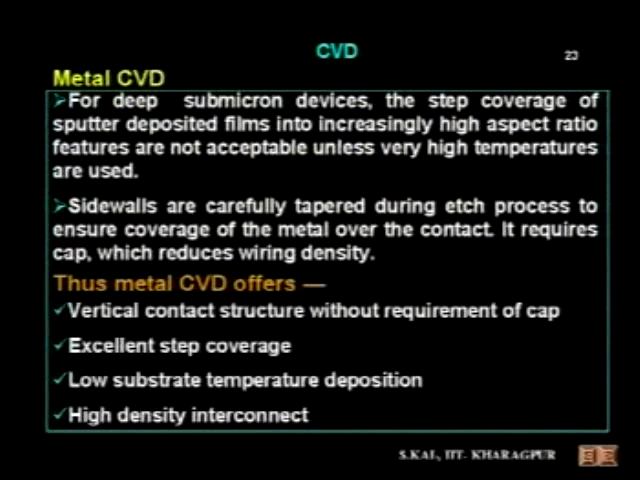 CVD
23
Metal CVD
➢For deep submicron devices, the step coverage of
sputter deposited films into increasingly high aspect ratio
features are not acceptable unless very high temperatures
are used.
➢Sidewalls are carefully tapered during etch process to
ensure coverage of the metal over the contact. It requires
cap, which reduces wiring density.
Thus metal CVD offers —
✓Vertical contact structure without requirement of cap
✓Excellent step coverage
✓Low substrate temperature deposition
✓High density interconnect
S.KAL, IIT- KHARAGPUR